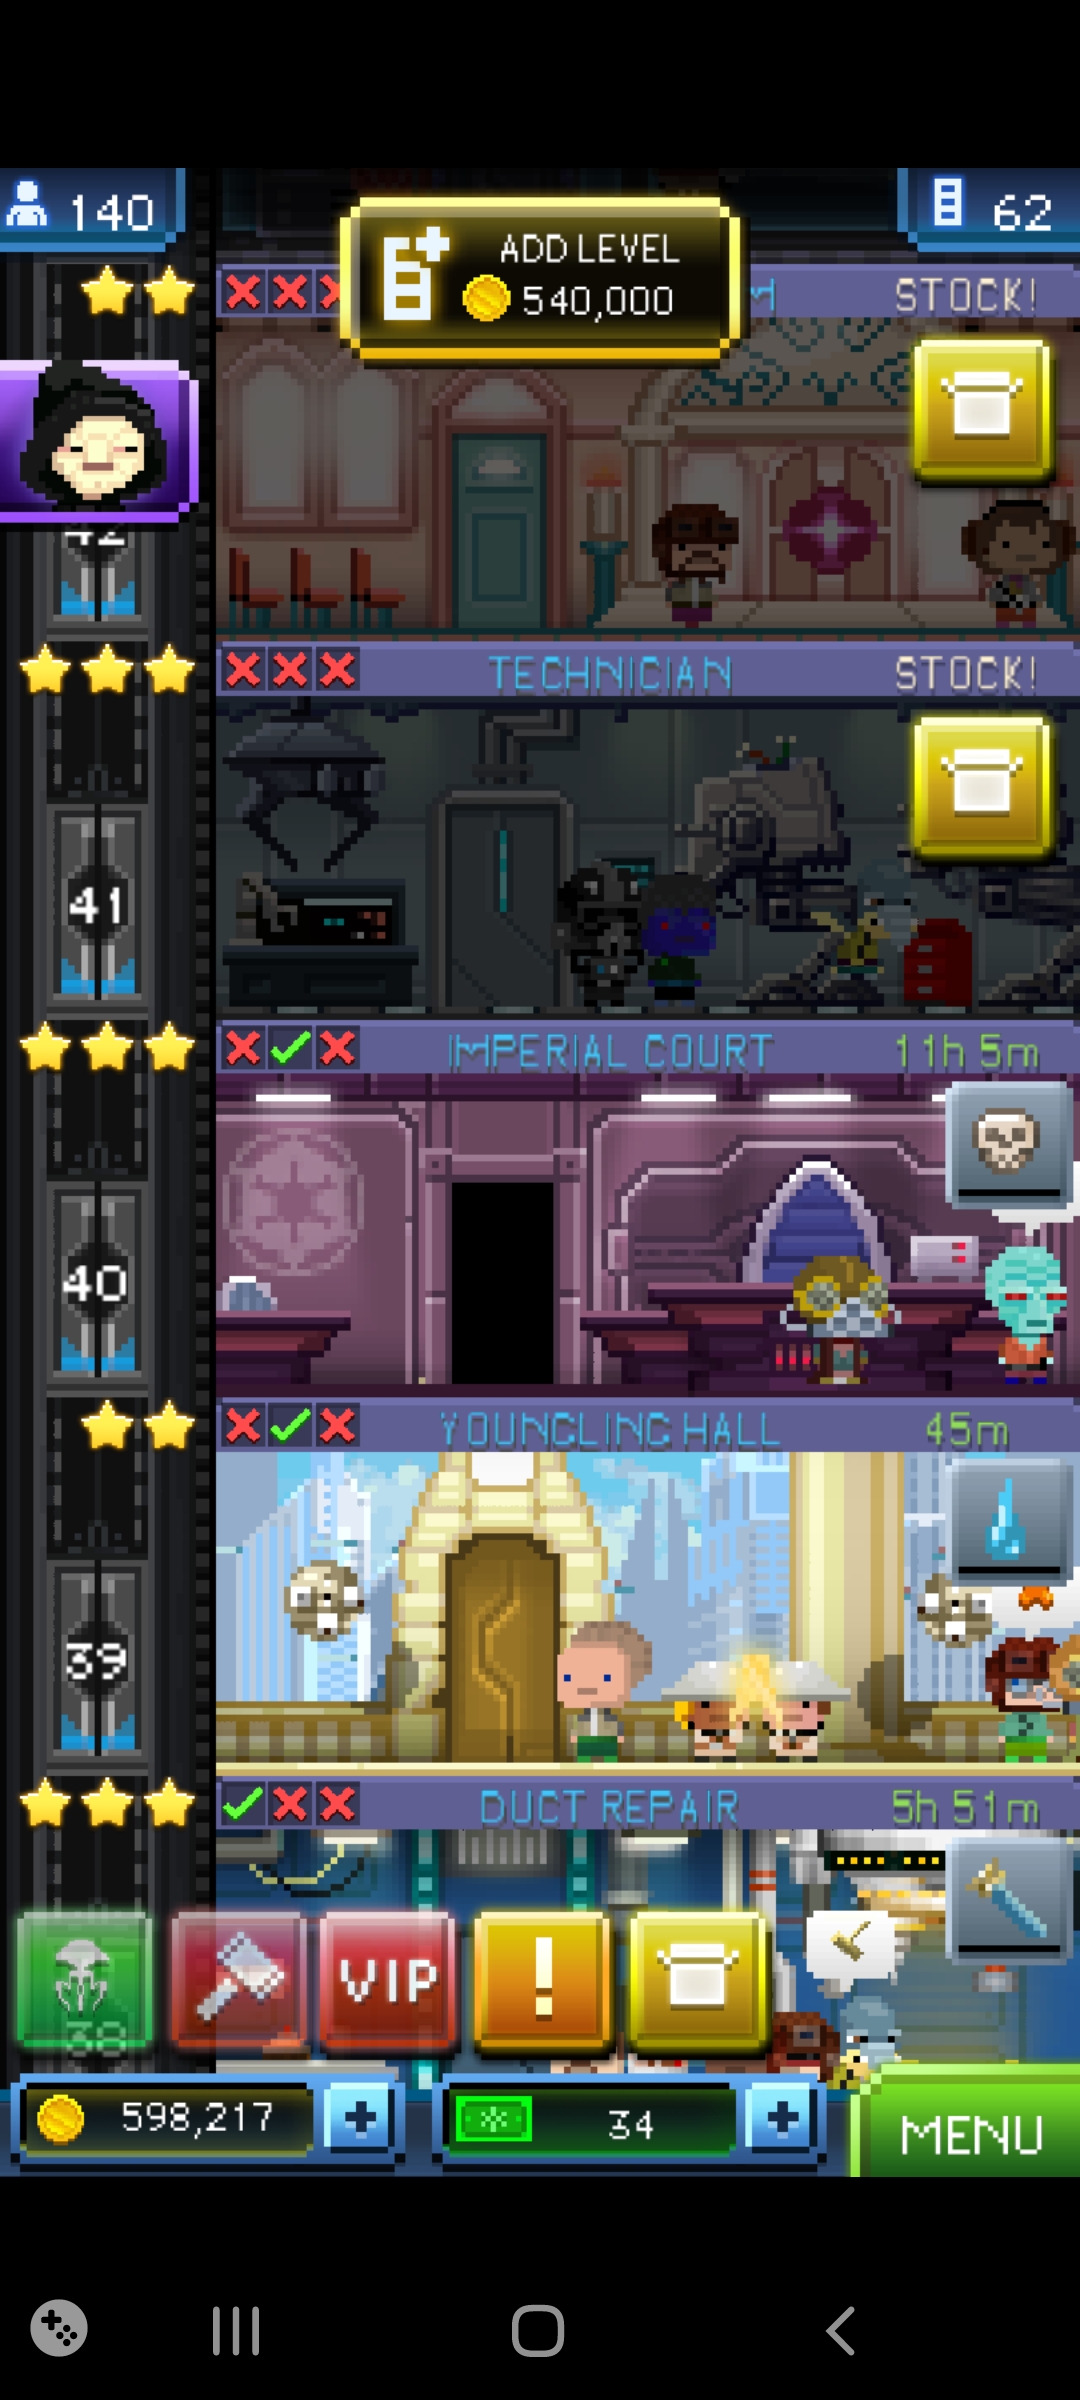 140
ADD LEVEL
540,000
62
STOCK!
42
TECHNICIAN
STOCK!
41
IMPERIAL COURT
11h 5m
40
YOUNGLING HALL
45m
39
DUCT REPAIR
5h 51m
VIP
!
38
598,217
34
MENU